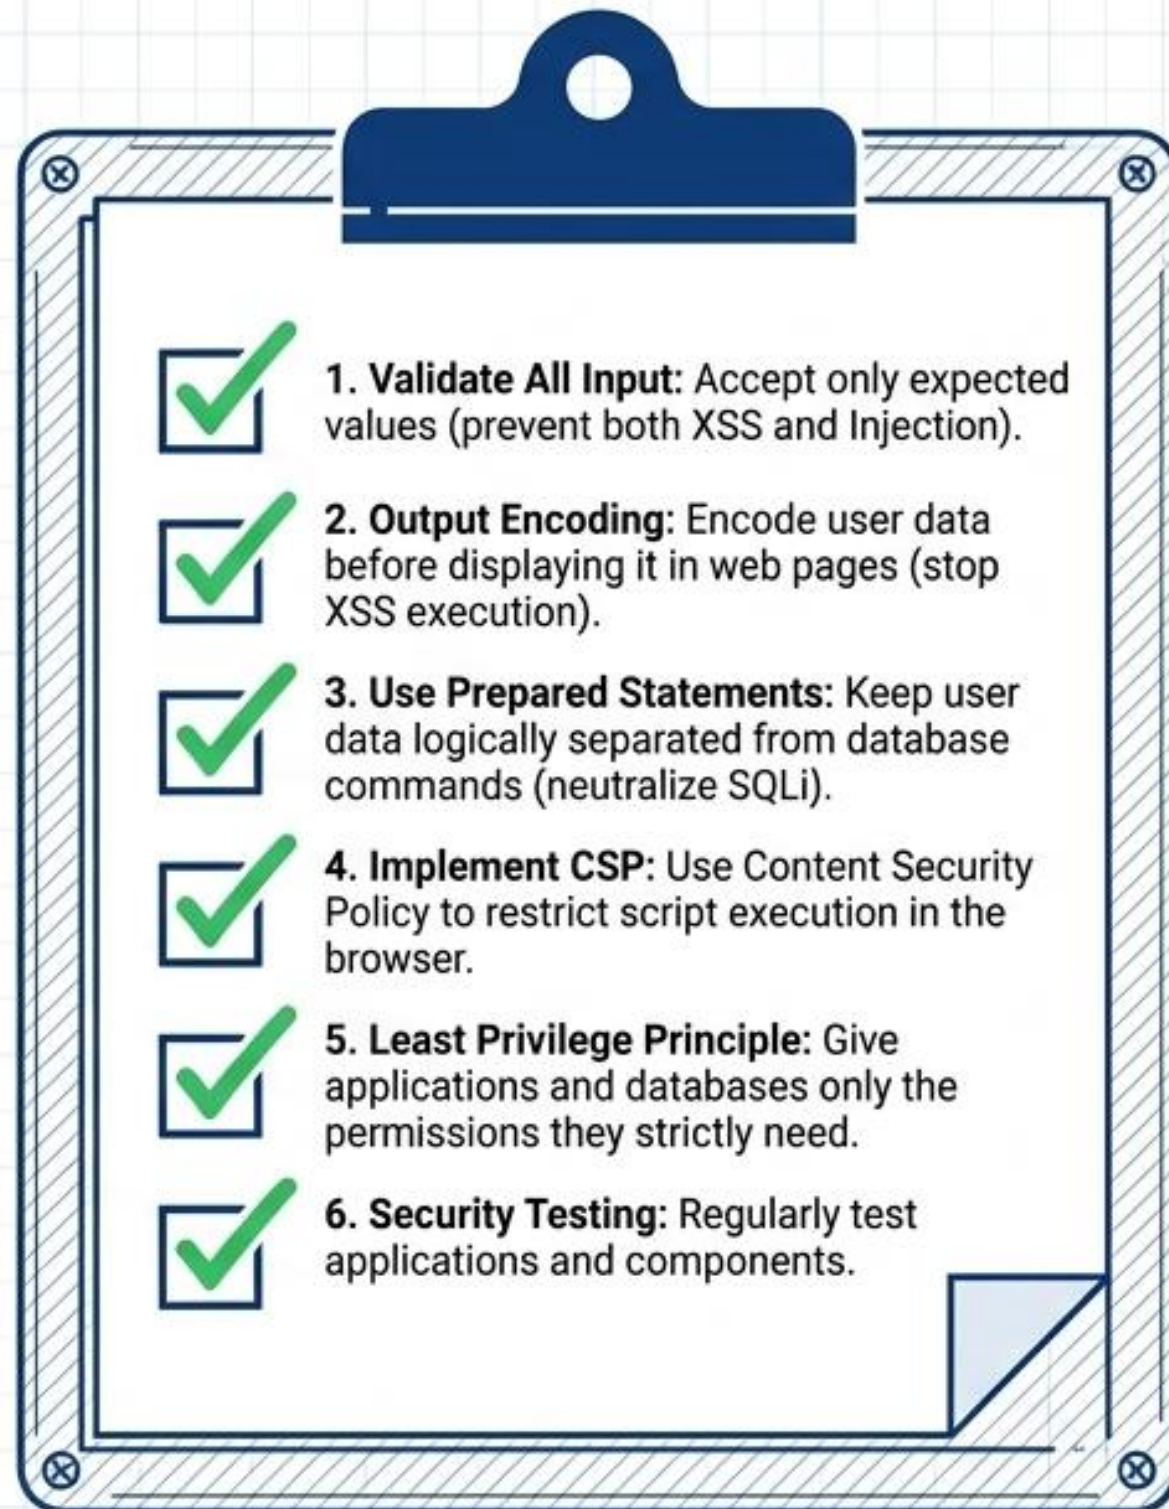 1. Validate All Input: Accept only expected
values (prevent both XSS and Injection).
2. Output Encoding: Encode user data
before displaying it in web pages (stop
XSS execution).
3. Use Prepared Statements: Keep user
data logically separated from database
commands (neutralize SQLi).
4. Implement CSP: Use Content Security
Policy to restrict script execution in the
browser.
5. Least Privilege Principle: Give
applications and databases only the
permissions they strictly need.
6. Security Testing: Regularly test
applications and components.